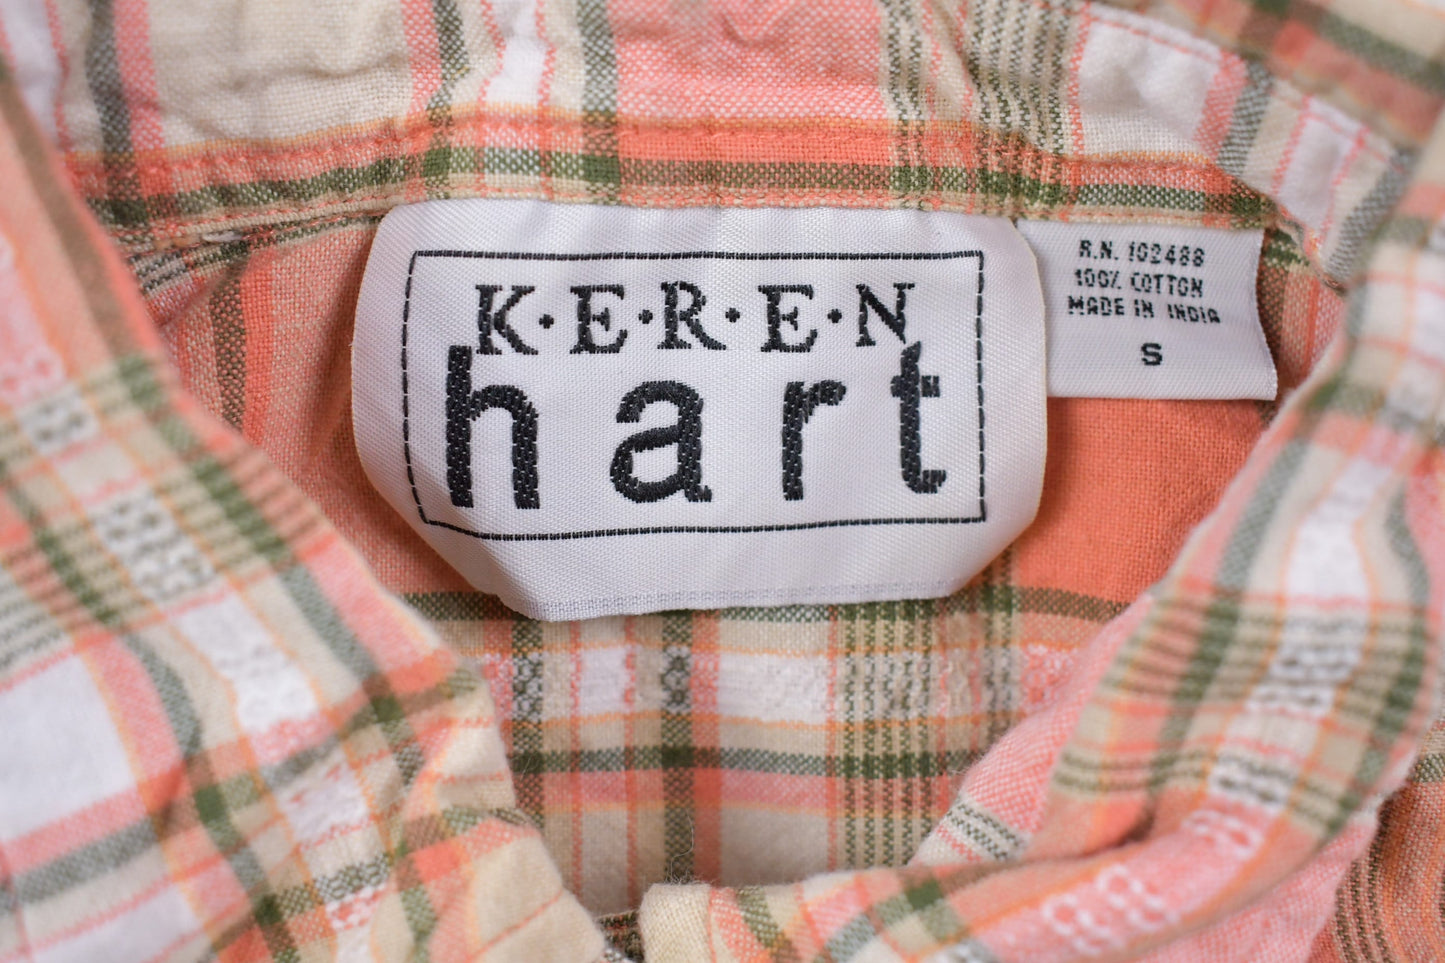 K·E·R·E·N
hart
R.N. 102488
100% COTTON
MADE IN INDIA
S